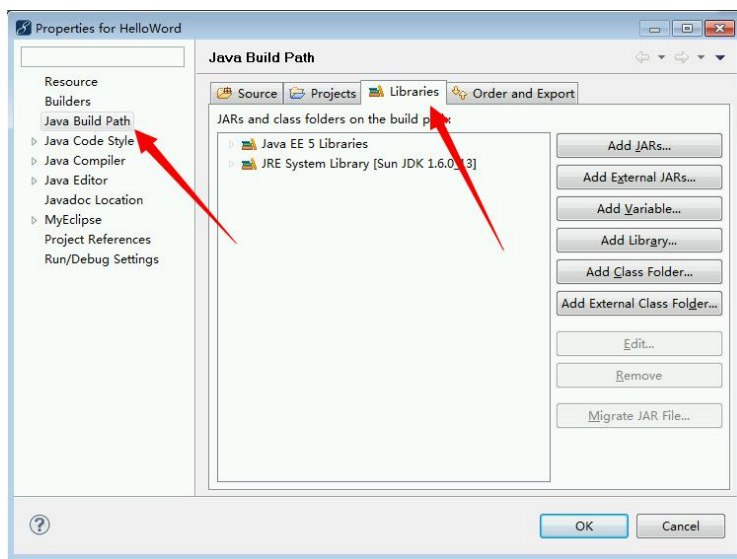 Properties for HelloWord
Java Build Path
Resource
Builders
Java Build Path
Java Code Style
Java Compiler
Java Editor
Javadoc Location
MyEclipse
Project References
Run/Debug Settings
Source Projects Libraries Order and Export
JARs and class folders on the build
Java EE 5 Libraries
JRE System Library [Sun JDK 1.6.0_13]
Add JARs...
Add External JARs...
Add Variable...
Add Library...
Add Class Folder...
Add External Class Folder...
Edit...
Remove
Migrate JAR File...
?
OK
Cancel